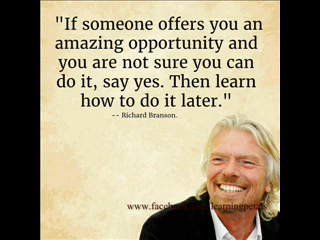 "If someone offers you an
amazing opportunity and
you are not sure you can
do it, say yes. Then learn
how to do it later."
-- Richard Branson.